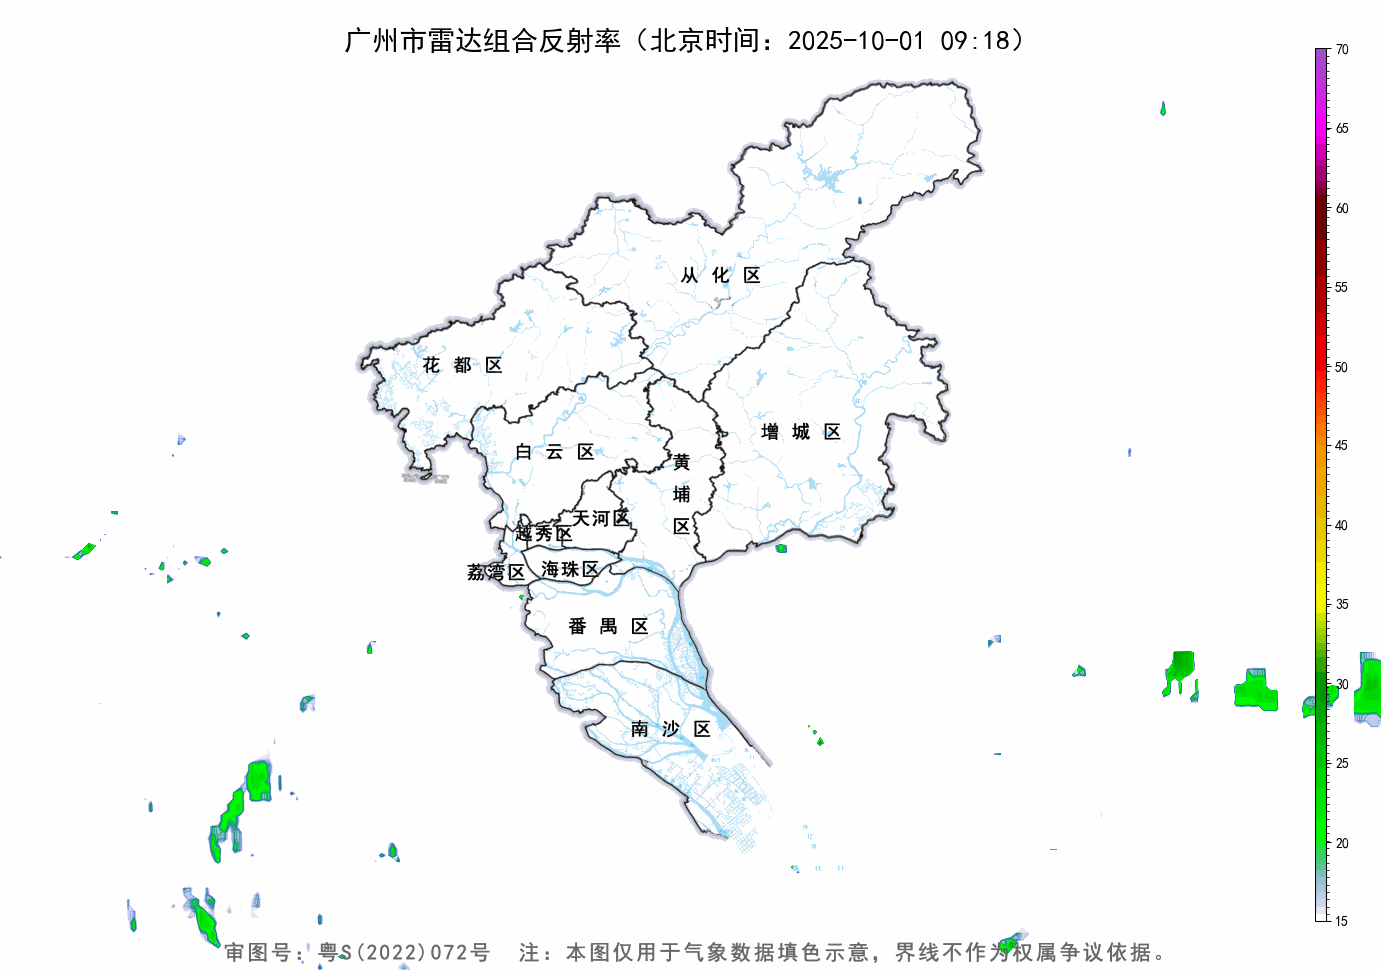 广州市雷达组合反射率（北京时间：2025-10-01 09:18）
70
65
60
55
50
45
40
35
30
25
20
15
从化区
花都区
增城区
白云区
黄埔区
天河区
越秀区
荔湾区
海珠区
番禺区
南沙区
审图号：粤S(2022)072号 注：本图仅用于气象数据填色示意，界线不作为权属争议依据。